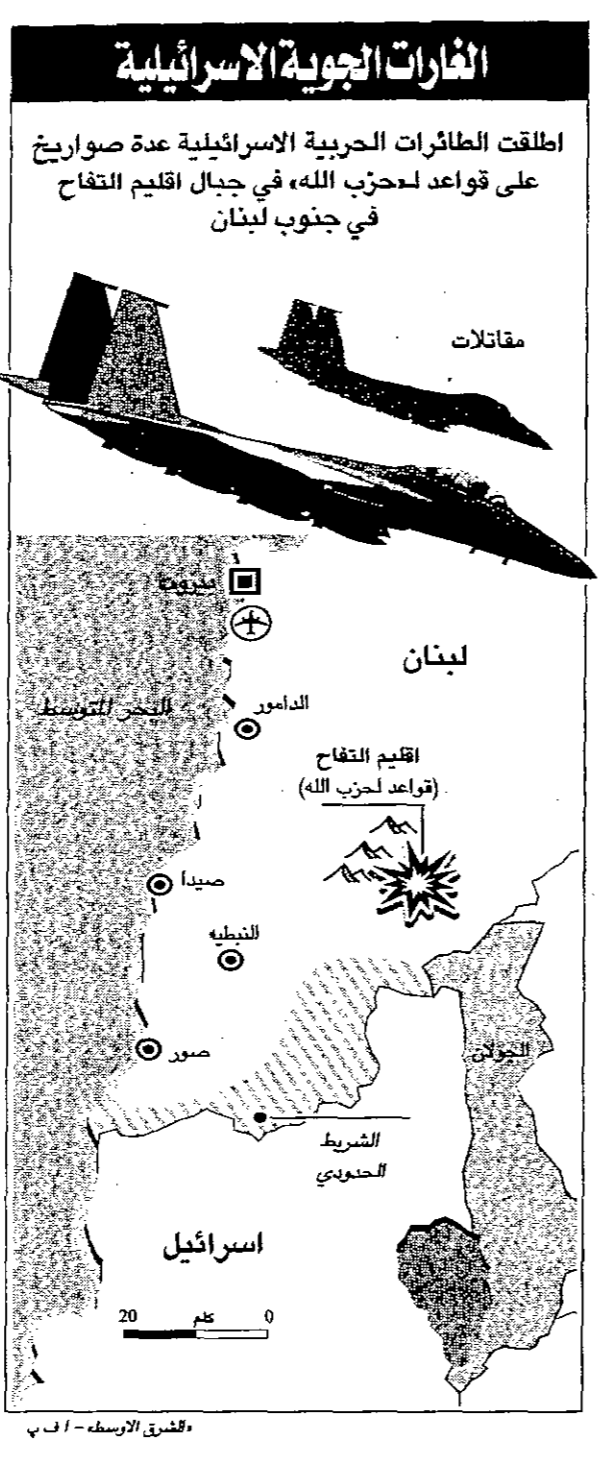 الغارات الجوية الاسرائيلية
اطلقت الطائرات الحربية الاسرائيلية عدة صواريخ
على قواعد لـ«حزب الله» في جبال اقليم التفاح
في جنوب لبنان
مقاتلات
بيروت
لبنان
الدامور
البحر المتوسط
اقليم التفاح
(قواعد لحزب الله)
صيدا
النبطيه
صور
الجولان
الشريط
الحدودي
اسرائيل
20 كلم 0
«الشرق الاوسط» - ا ف ب